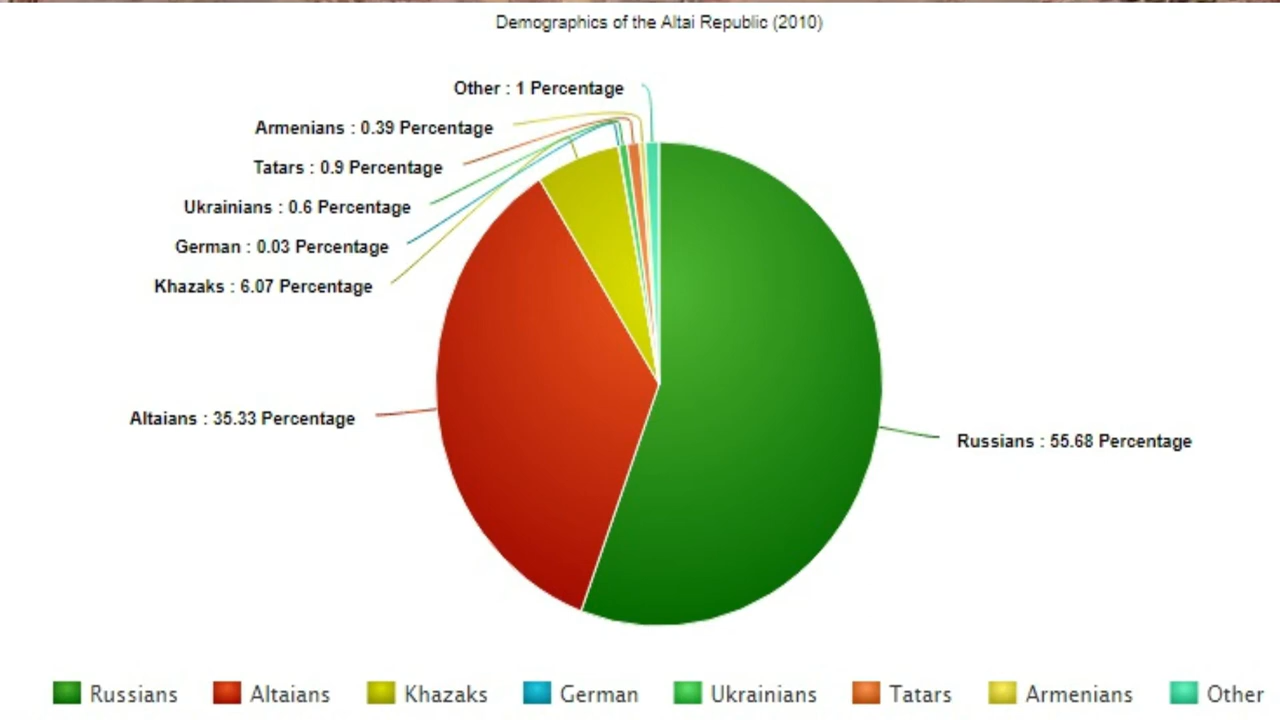 Demographics of the Altai Republic (2010)
Other : 1 Percentage
Armenians : 0.39 Percentage
Tatars : 0.9 Percentage
Ukrainians : 0.6 Percentage
German : 0.03 Percentage
Khazaks : 6.07 Percentage
Altaians : 35.33 Percentage
Russians : 55.68 Percentage
Russians Altaians Khazaks German Ukrainians Tatars Armenians Other